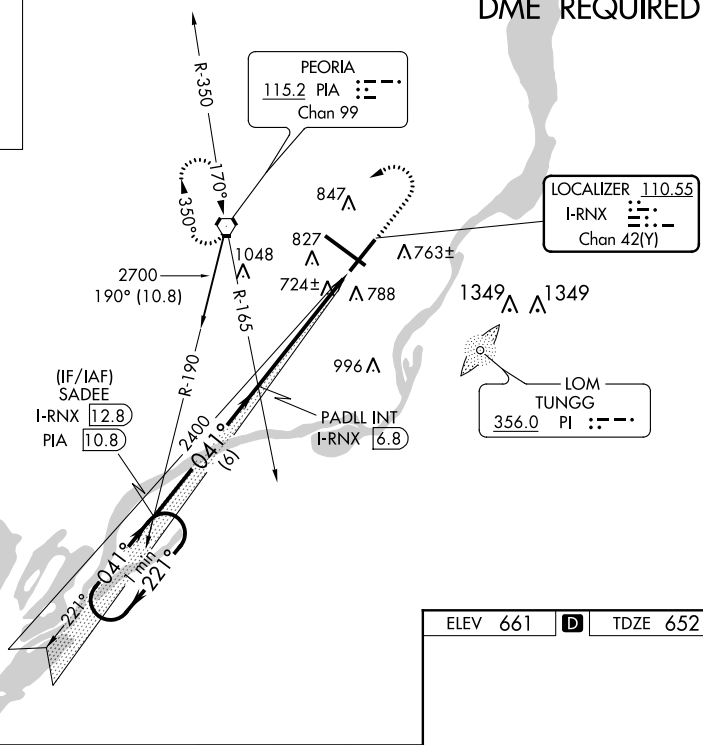 DME REQUIRED
R-350
PEORIA
115.2 PIA
Chan 99
170°
350°
847
LOCALIZER 110.55
I-RNX
Chan 42(Y)
827
763±
1048
2700
190° (10.8)
724±
788
1349
1349
R-165
R-190
996
(IF/IAF)
SADEE
I-RNX 12.8
PIA 10.8
LOM
TUNGG
356.0 PI
PADLL INT
I-RNX 6.8
2400
041°
(6)
041°
1 min
221°
221°
ELEV 661
D
TDZE 652